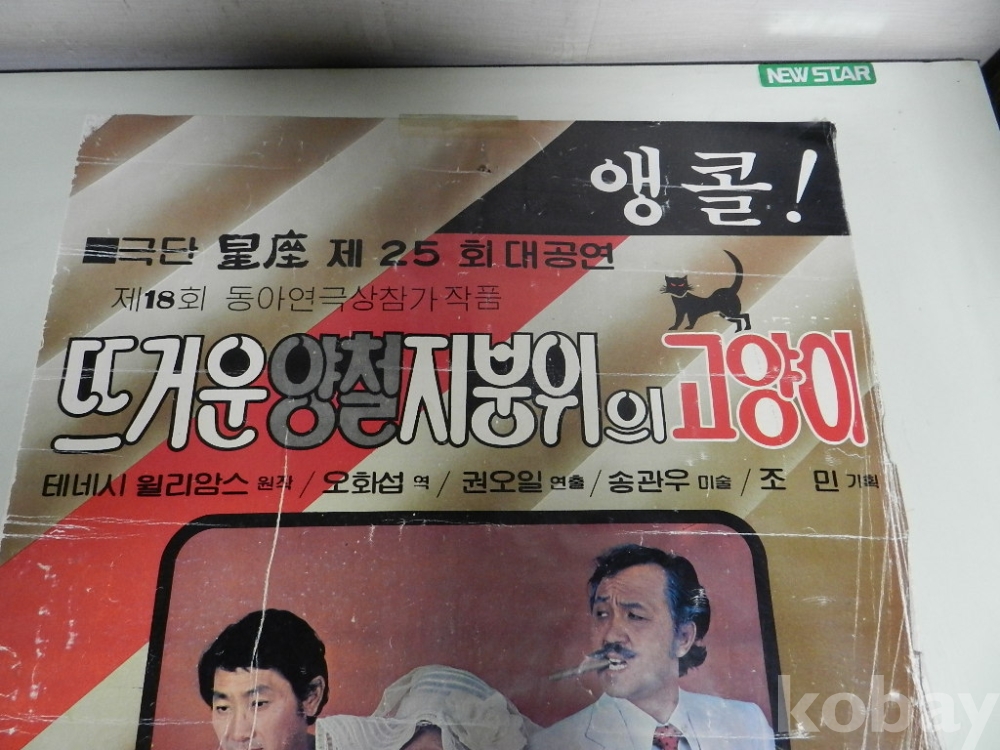 NEW STAR
앵콜!
■극단 星座 제 25 회 대공연
제18회 동아연극상참가작품
뜨거운양철지붕위의고양이
테네시 윌리암스 원작 / 오화섭 역 / 권오일 연출 / 송관우 미술 / 조 민 기획
kobay